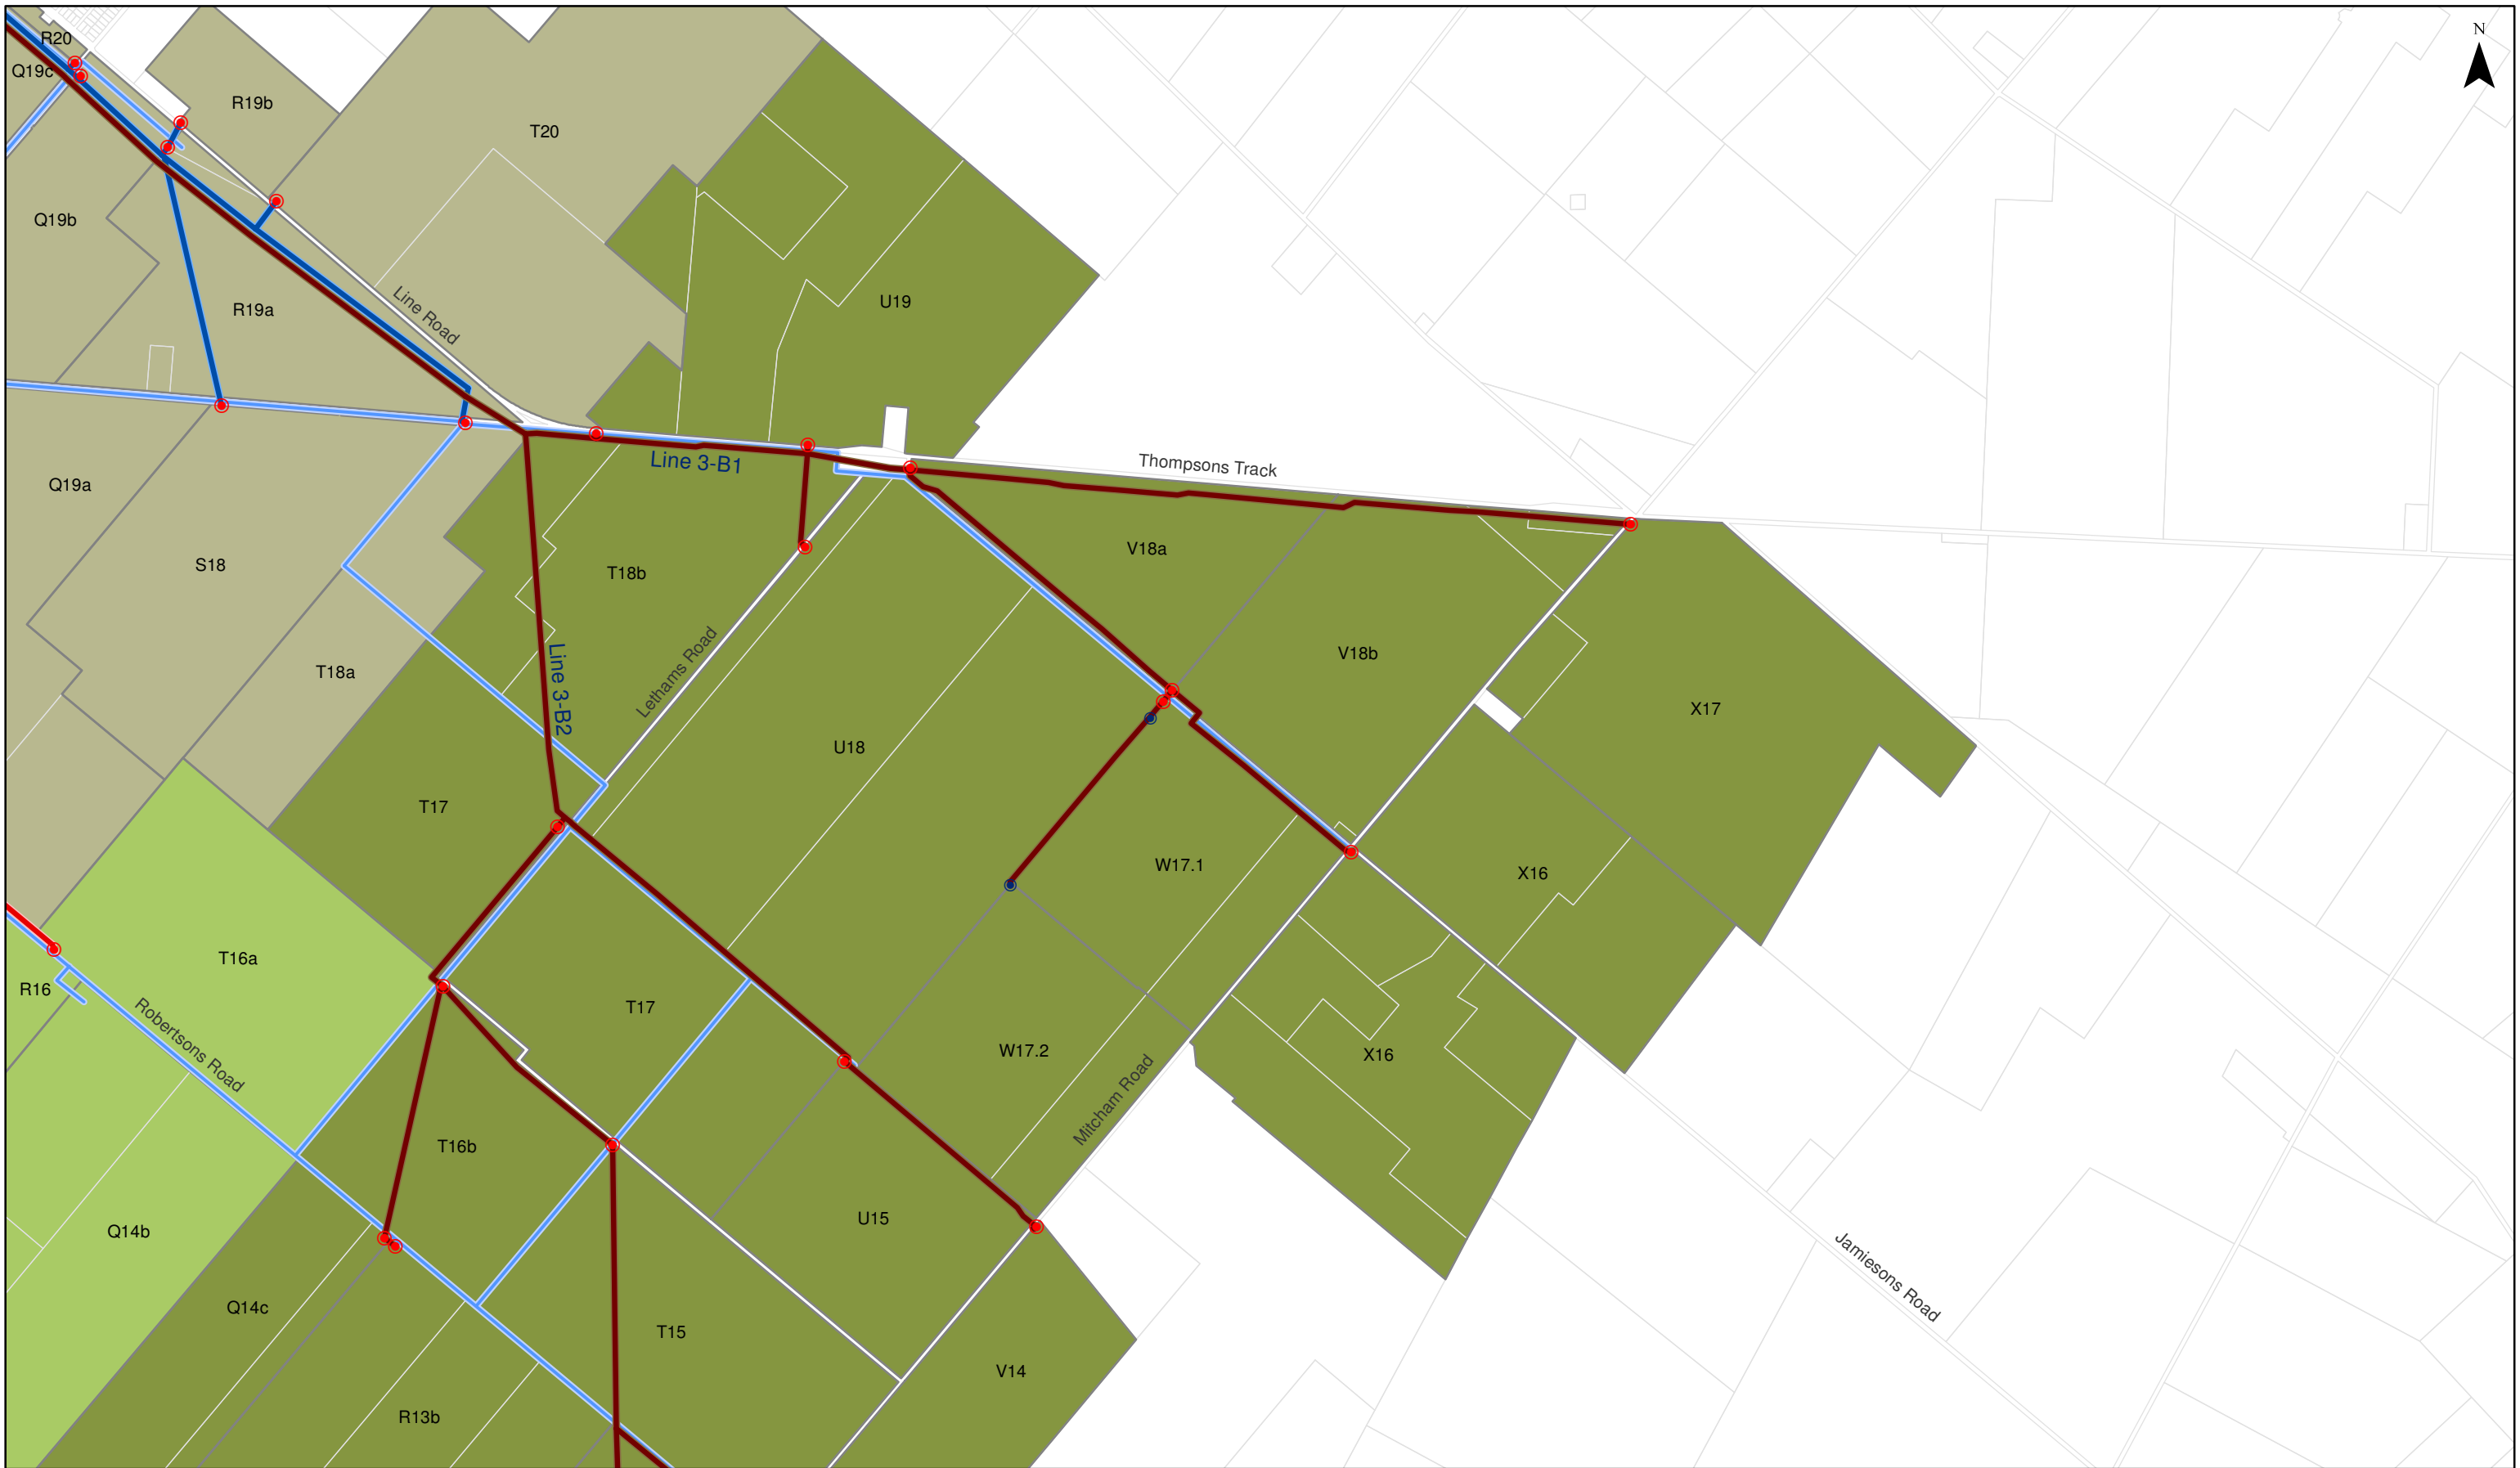 R20
N
Q19c
R19b
T20
Q19b
R19a
U19
Line Road
Line 3-B1
Thompsons Track
Q19a
V18a
S18
T18b
V18b
T18a
Lethams Road
Line 3-B2
X17
U18
T17
W17.1
X16
T16a
R16
T17
Robertsons Road
W17.2
X16
Mitcham Road
T16b
U15
Q14b
Jamiesons Road
Q14c
T15
V14
R13b